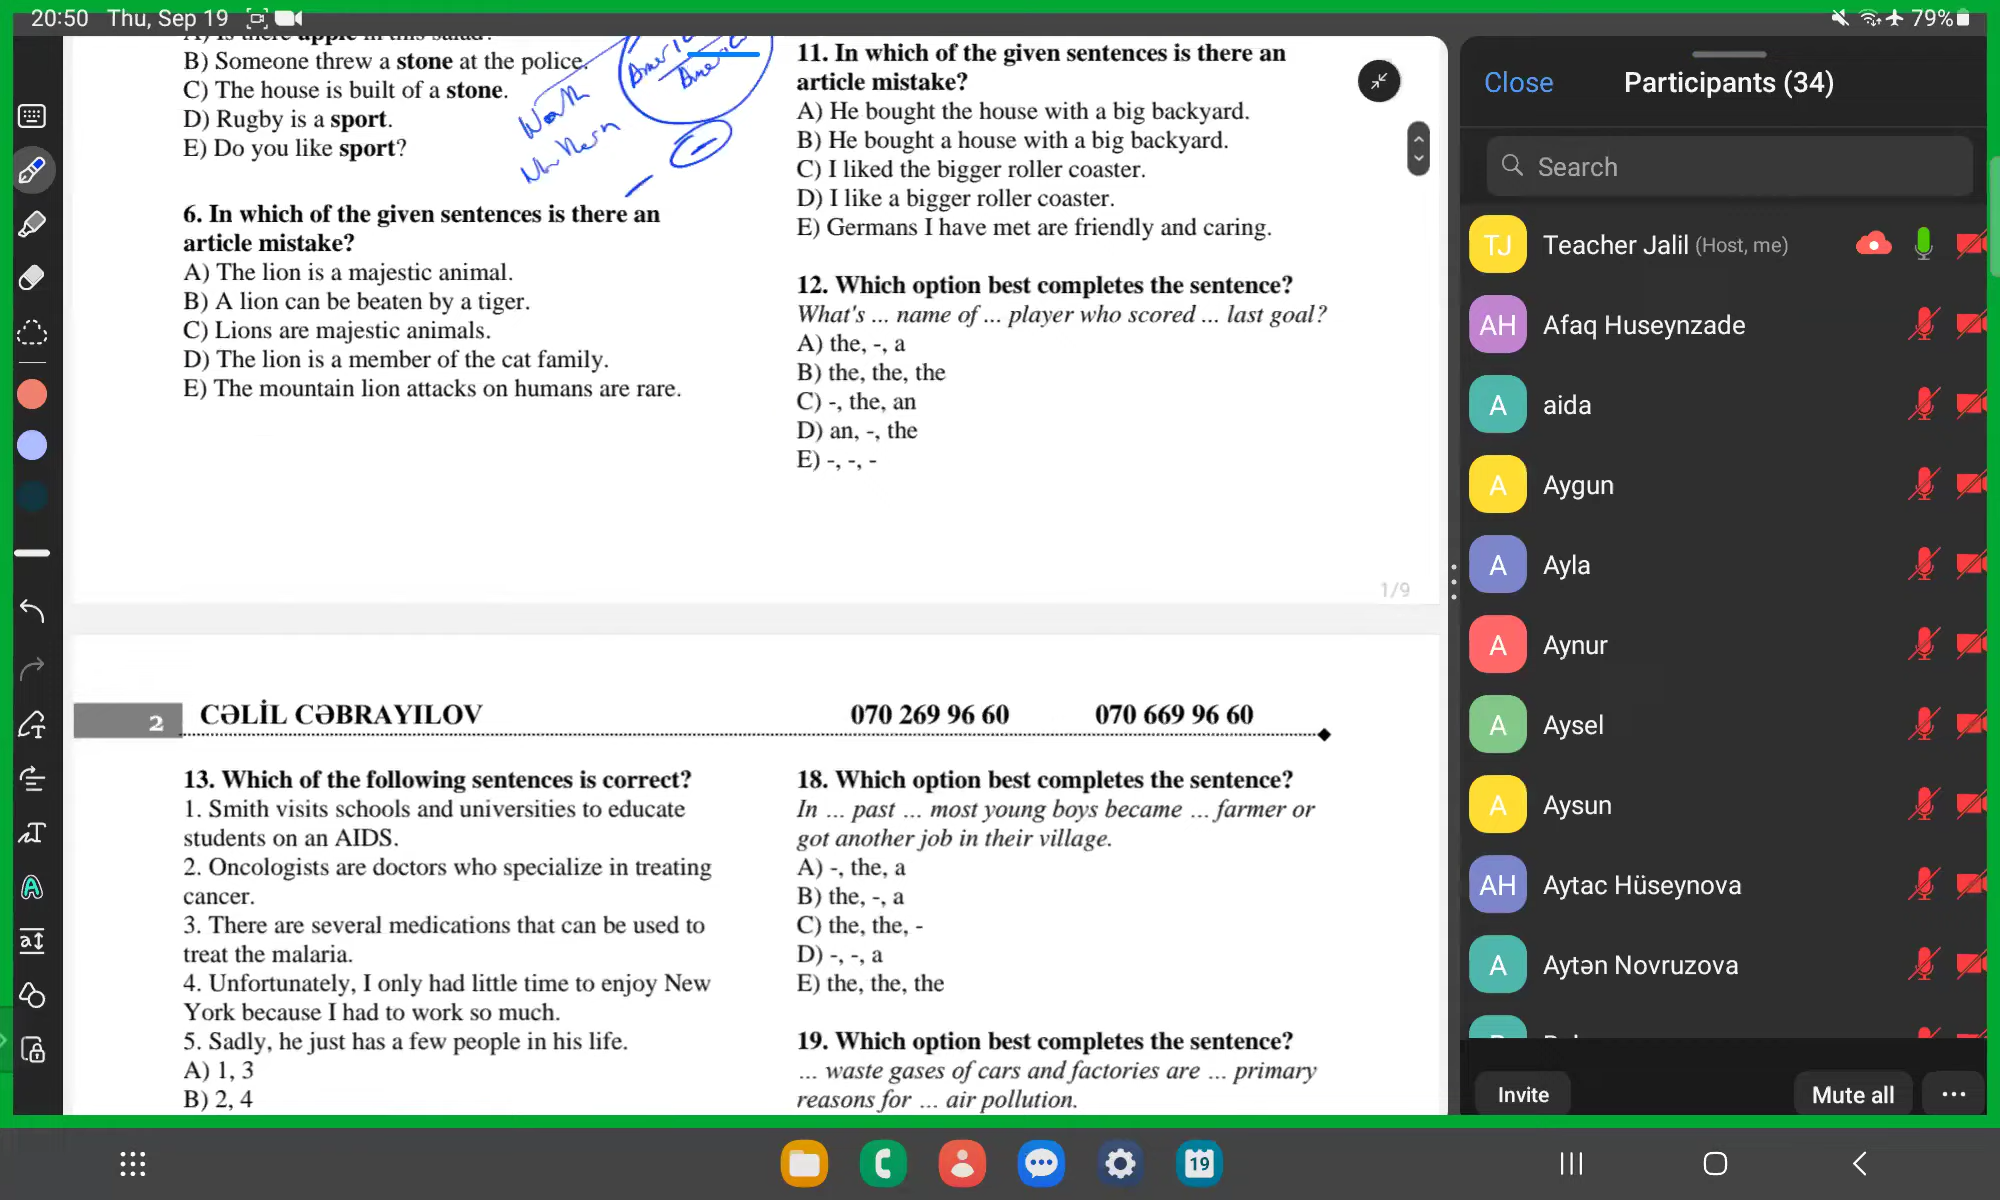 20:50 Thu, Sep 19
79%
B) Someone threw a stone at the police.
C) The house is built of a stone.
D) Rugby is a sport.
E) Do you like sport?
6. In which of the given sentences is there an
article mistake?
A) The lion is a majestic animal.
B) A lion can be beaten by a tiger.
C) Lions are majestic animals.
D) The lion is a member of the cat family.
E) The mountain lion attacks on humans are rare.
11. In which of the given sentences is there an
article mistake?
A) He bought the house with a big backyard.
B) He bought a house with a big backyard.
C) I liked the bigger roller coaster.
D) I like a bigger roller coaster.
E) Germans I have met are friendly and caring.
12. Which option best completes the sentence?
What's ... name of ... player who scored ... last goal?
A) the, -, a
B) the, the, the
C) -, the, an
D) an, -, the
E) -, -, -
1/9
2 CƏLİL CƏBRAYILOV 070 269 96 60 070 669 96 60
13. Which of the following sentences is correct?
1. Smith visits schools and universities to educate
students on an AIDS.
2. Oncologists are doctors who specialize in treating
cancer.
3. There are several medications that can be used to
treat the malaria.
4. Unfortunately, I only had little time to enjoy New
York because I had to work so much.
5. Sadly, he just has a few people in his life.
A) 1, 3
B) 2, 4
18. Which option best completes the sentence?
In ... past ... most young boys became ... farmer or
got another job in their village.
A) -, the, a
B) the, -, a
C) the, the, -
D) -, -, a
E) the, the, the
19. Which option best completes the sentence?
... waste gases of cars and factories are ... primary
reasons for ... air pollution.
Close Participants (34)
Search
TJ Teacher Jalil (Host, me)
AH Afaq Huseynzade
A aida
A Aygun
A Ayla
A Aynur
A Aysel
A Aysun
AH Aytac Hüseynova
A Aytən Novruzova
Invite Mute all
19